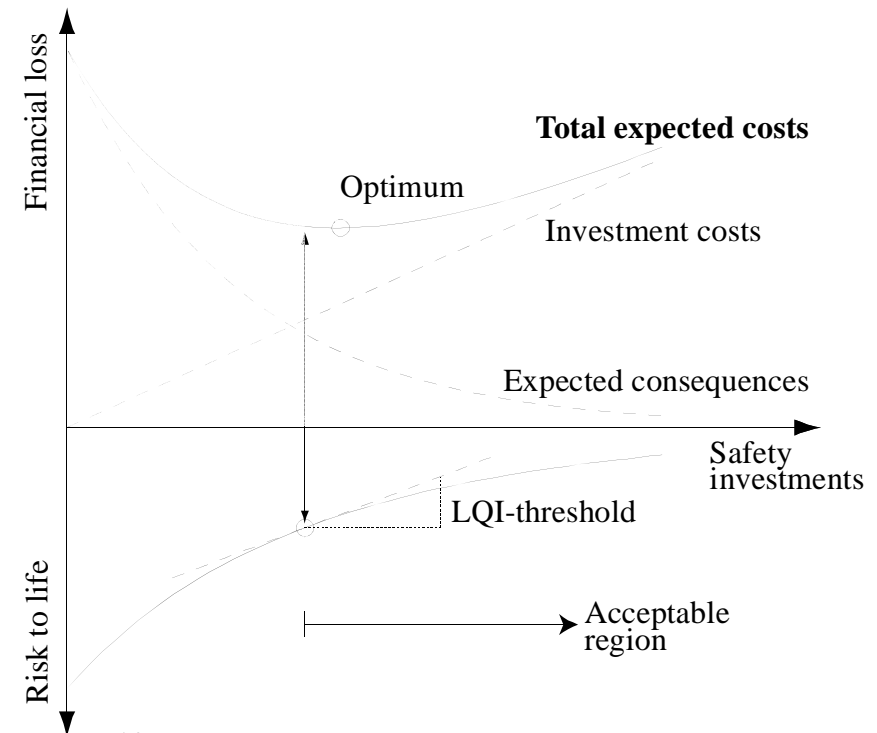 Financial loss
Total expected costs
Optimum
Investment costs
Expected consequences
Safety
investments
LQI-threshold
Risk to life
Acceptable
region